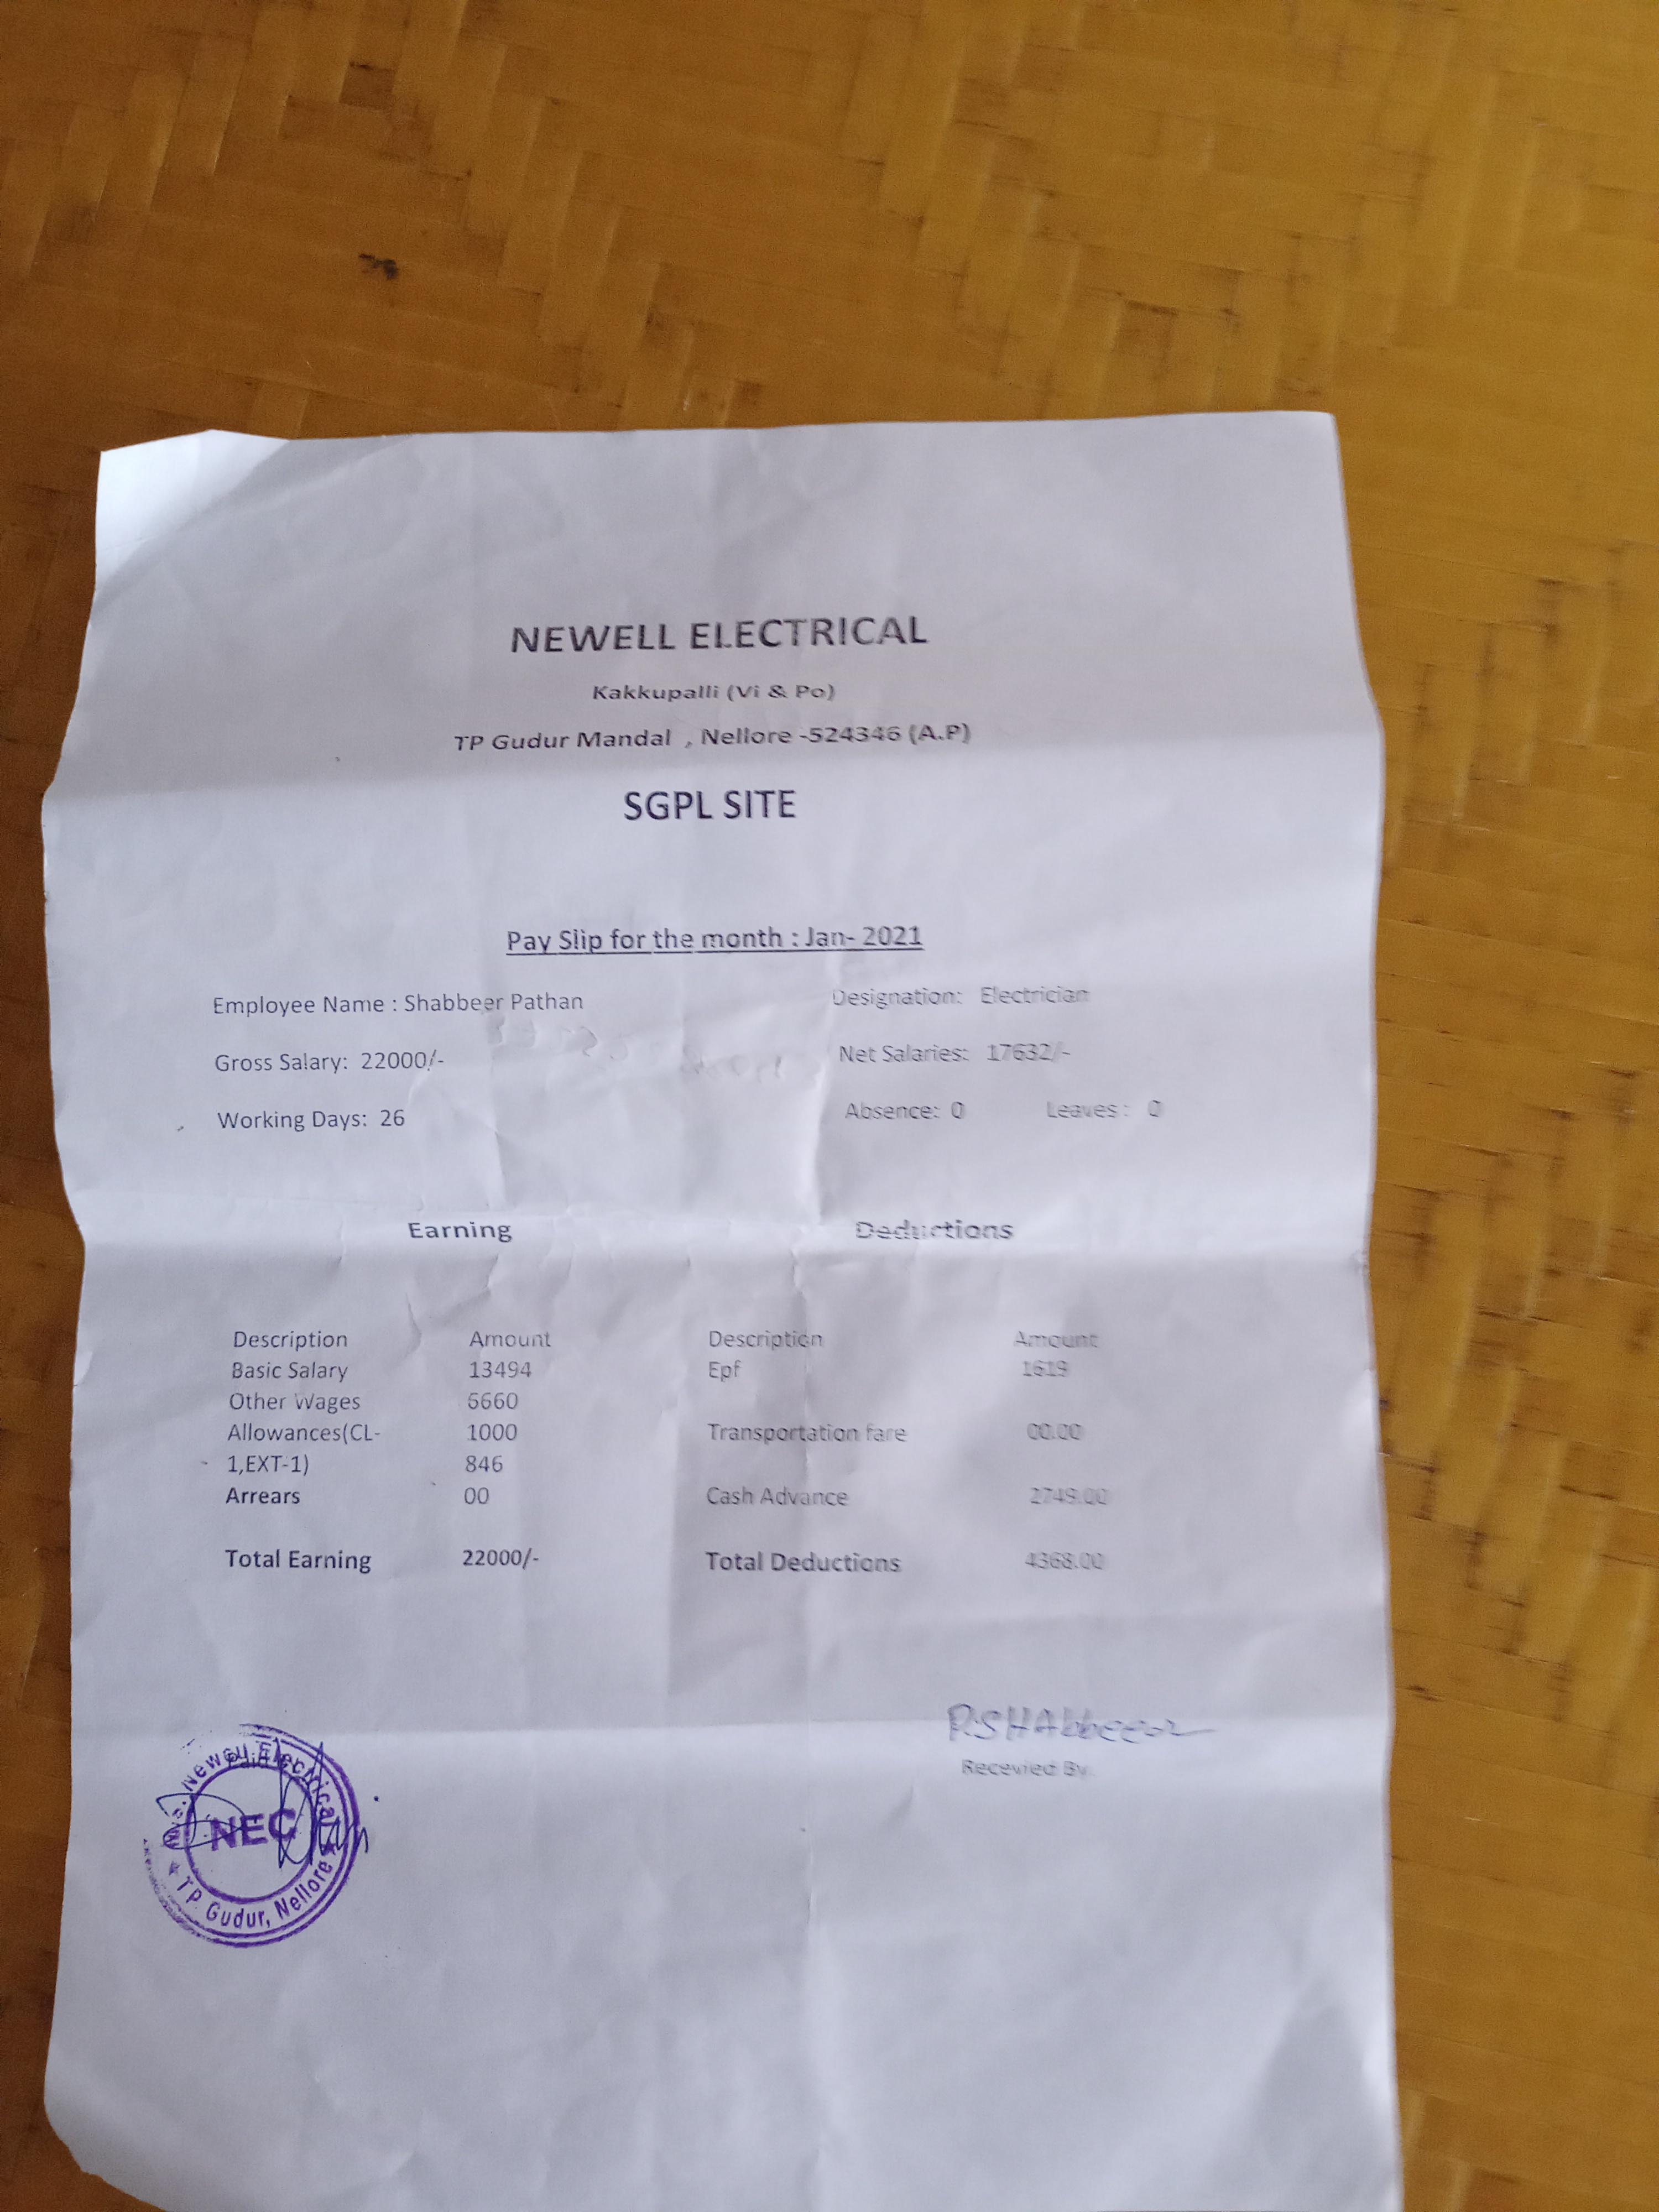 NEWELL ELECTRICAL
Kakkupalli (Vi & Po)
TP Gudur Mandal , Nellore -524346 (A.P)
SGPL SITE
Pay Slip for the month : Jan- 2021
Employee Name : Shabbeer Pathan Designation: Electrician
Gross Salary: 22000/- Net Salaries: 17632/-
Working Days: 26 Absence: 0 Leaves : 0
Earning Deductions
Description Amount Description Amount
Basic Salary 13494 Epf 1619
Other Wages 6660
Allowances(CL- 1000 Transportation fare 00.00
1,EXT-1) 846
Arrears 00 Cash Advance 2749.00
Total Earning 22000/- Total Deductions 4368.00
P.SHAbbeer
Recevied By.
M/s. Newell Electrical
Paid
NEC
TP Gudur, Nellore